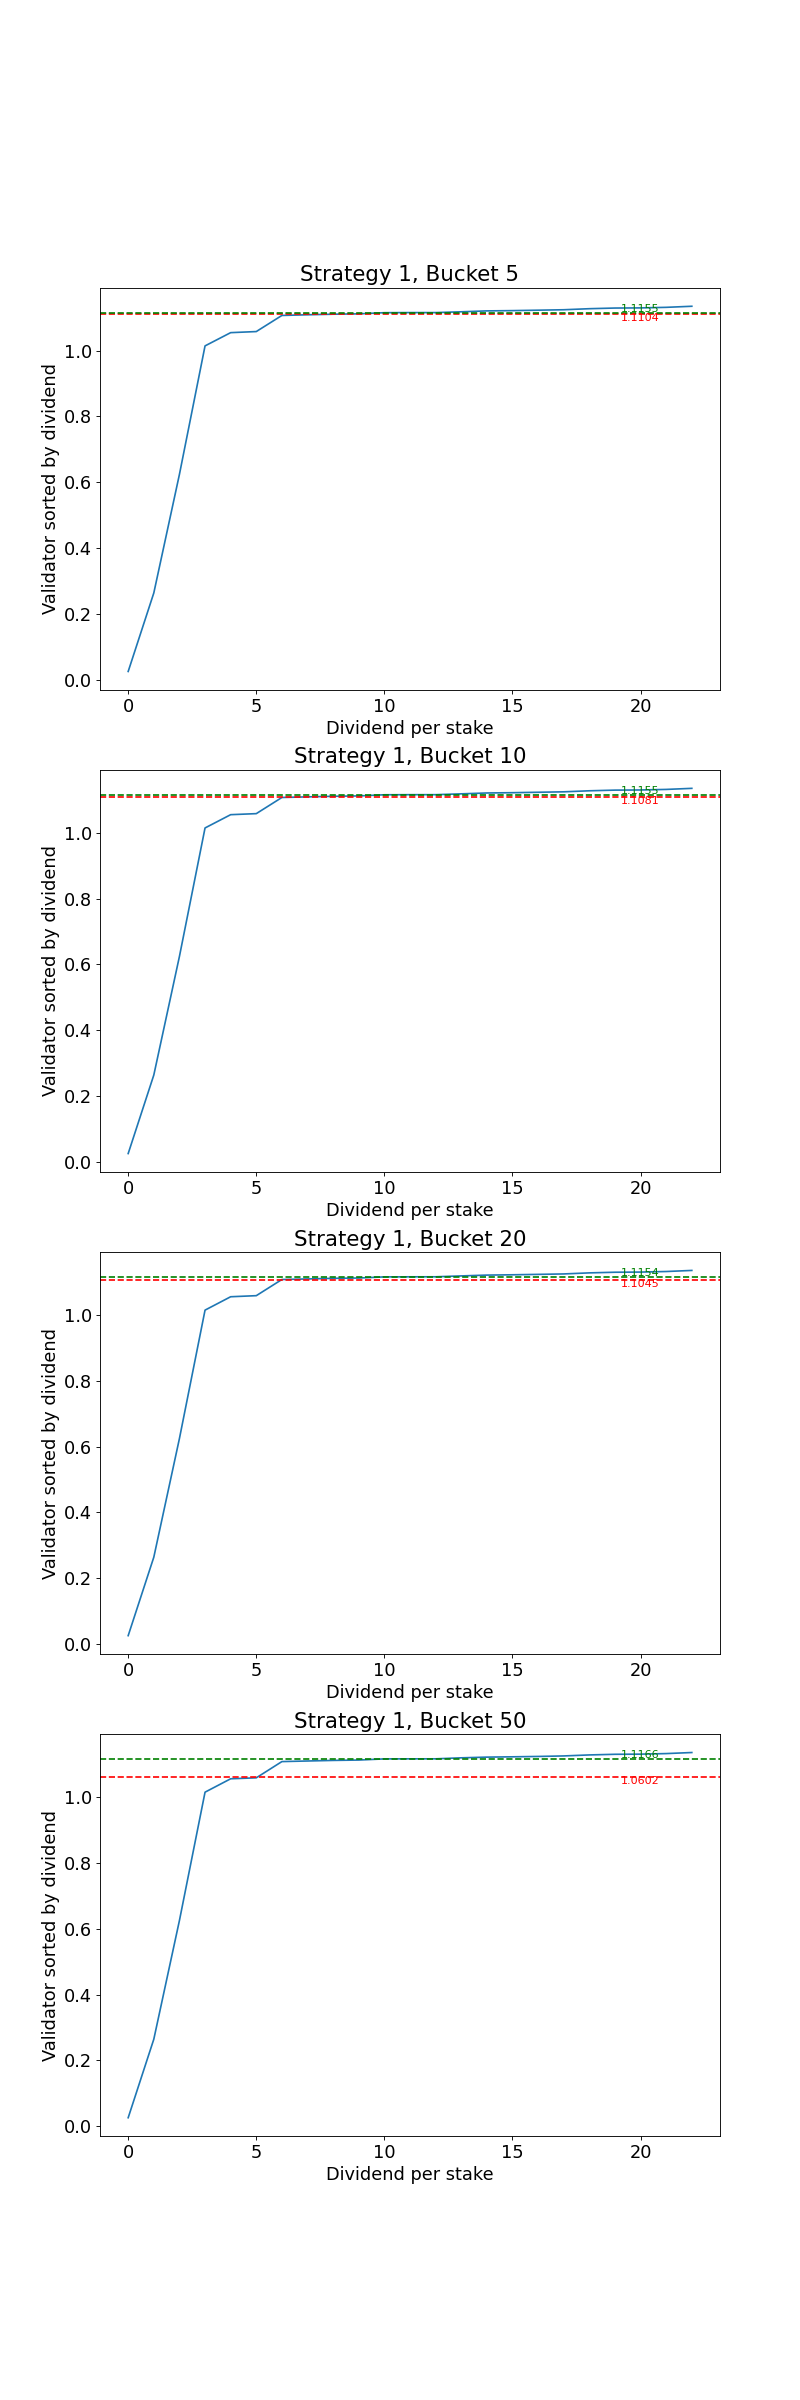 Strategy 1, Bucket 5
Validator sorted by dividend
1.0
0.8
0.6
0.4
0.2
0.0
1.1155
1.1104
0 5 10 15 20
Dividend per stake
Strategy 1, Bucket 10
Validator sorted by dividend
1.0
0.8
0.6
0.4
0.2
0.0
1.1155
1.1081
0 5 10 15 20
Dividend per stake
Strategy 1, Bucket 20
Validator sorted by dividend
1.0
0.8
0.6
0.4
0.2
0.0
1.1154
1.1045
0 5 10 15 20
Dividend per stake
Strategy 1, Bucket 50
Validator sorted by dividend
1.0
0.8
0.6
0.4
0.2
0.0
1.1166
1.0602
0 5 10 15 20
Dividend per stake